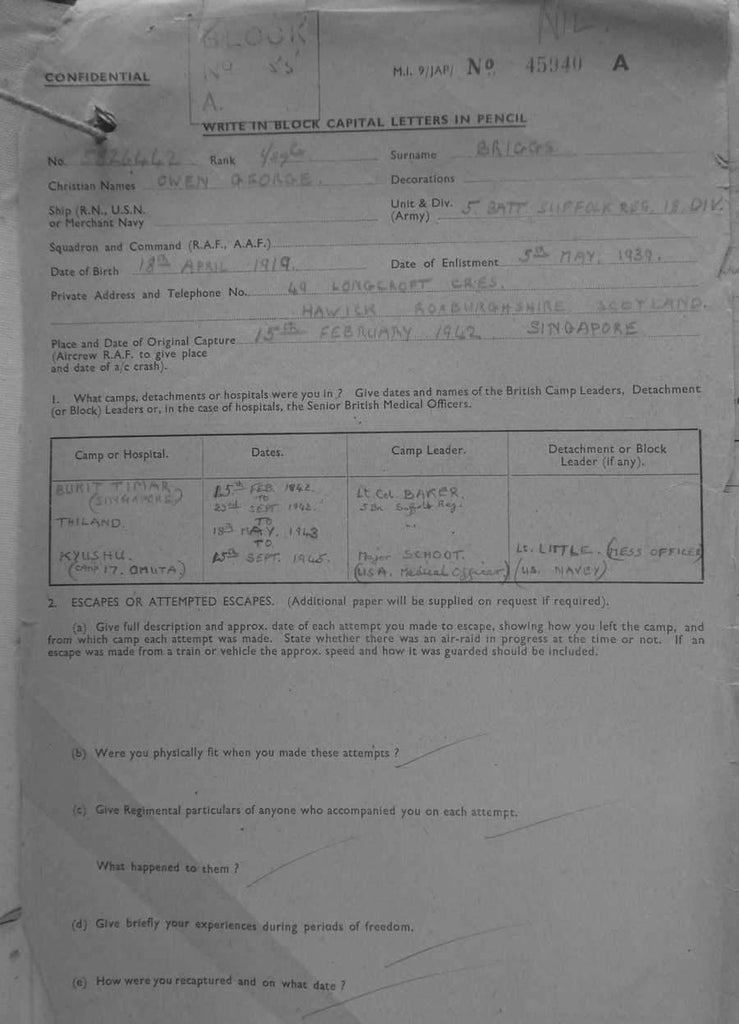 BLOCK NIL
CONFIDENTIAL No 55 M.I. 9/JAP/ No 45940 A
A.
WRITE IN BLOCK CAPITAL LETTERS IN PENCIL
No. 5826442 Rank Surname BRIGGS
Christian Names OWEN GEORGE. Decorations
Ship (R.N., U.S.N. or Merchant Navy Unit & Div. (Army) 5. BATT SUFFOLK REG. 18. DIV.
Squadron and Command (R.A.F., A.A.F.)
Date of Birth 18th APRIL 1919. Date of Enlistment 5th MAY. 1939.
Private Address and Telephone No. 49 LONGCROFT CRES.
HAWICK ROXBURGHSHIRE SCOTLAND.
Place and Date of Original Capture 15th FEBRUARY 1942 SINGAPORE
(Aircrew R.A.F. to give place
and date of a/c crash).
1. What camps, detachments or hospitals were you in ? Give dates and names of the British Camp Leaders, Detachment
(or Block) Leaders or, in the case of hospitals, the Senior British Medical Officers.
Camp or Hospital. Dates. Camp Leader. Detachment or Block Leader (if any).
BUKIT TIMAR 15th FEB. 1942. Lt Col. BAKER.
(SINGAPORE) TO 5 Bn. Suffolk Reg.
23rd SEPT 1942.
THILAND. TO "
18th MAY. 1943
TO.
KYUSHU. 15th SEPT. 1945. Major SCHOOT. Lt. LITTLE. (MESS OFFICER)
(CAMP 17. OMUTA) (USA. Medical Officer) (US. NAVEY)
2. ESCAPES OR ATTEMPTED ESCAPES. (Additional paper will be supplied on request if required).
(a) Give full description and approx. date of each attempt you made to escape, showing how you left the camp, and
from which camp each attempt was made. State whether there was an air-raid in progress at the time or not. If an
escape was made from a train or vehicle the approx. speed and how it was guarded should be included.
(b) Were you physically fit when you made these attempts ?
(c) Give Regimental particulars of anyone who accompanied you on each attempt.
What happened to them ?
(d) Give briefly your experiences during periods of freedom.
(e) How were you recaptured and on what date ?